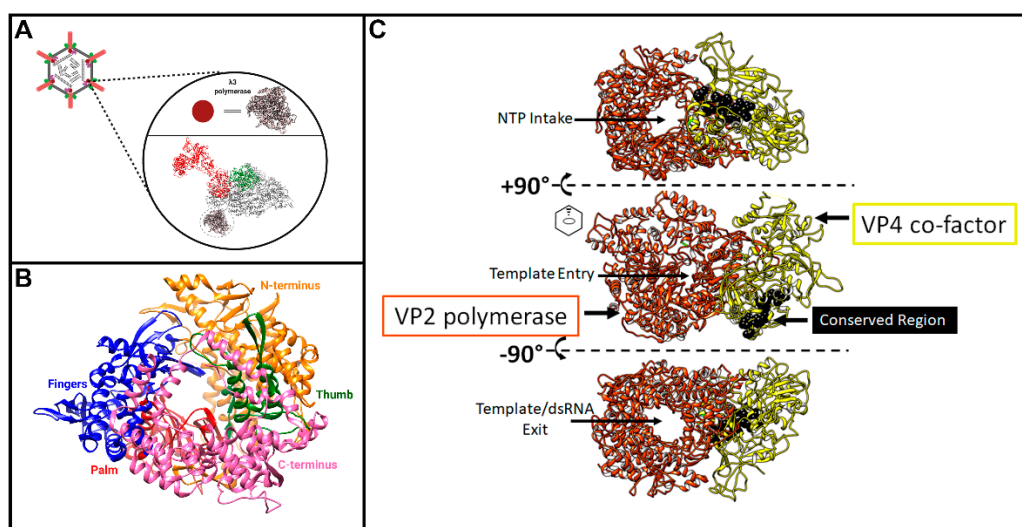 A
λ3
polymerase
B
N-terminus
Fingers
Thumb
Palm
C-terminus
C
NTP Intake
+90°
VP4 co-factor
Template Entry
VP2 polymerase
Conserved Region
-90°
Template/dsRNA
Exit